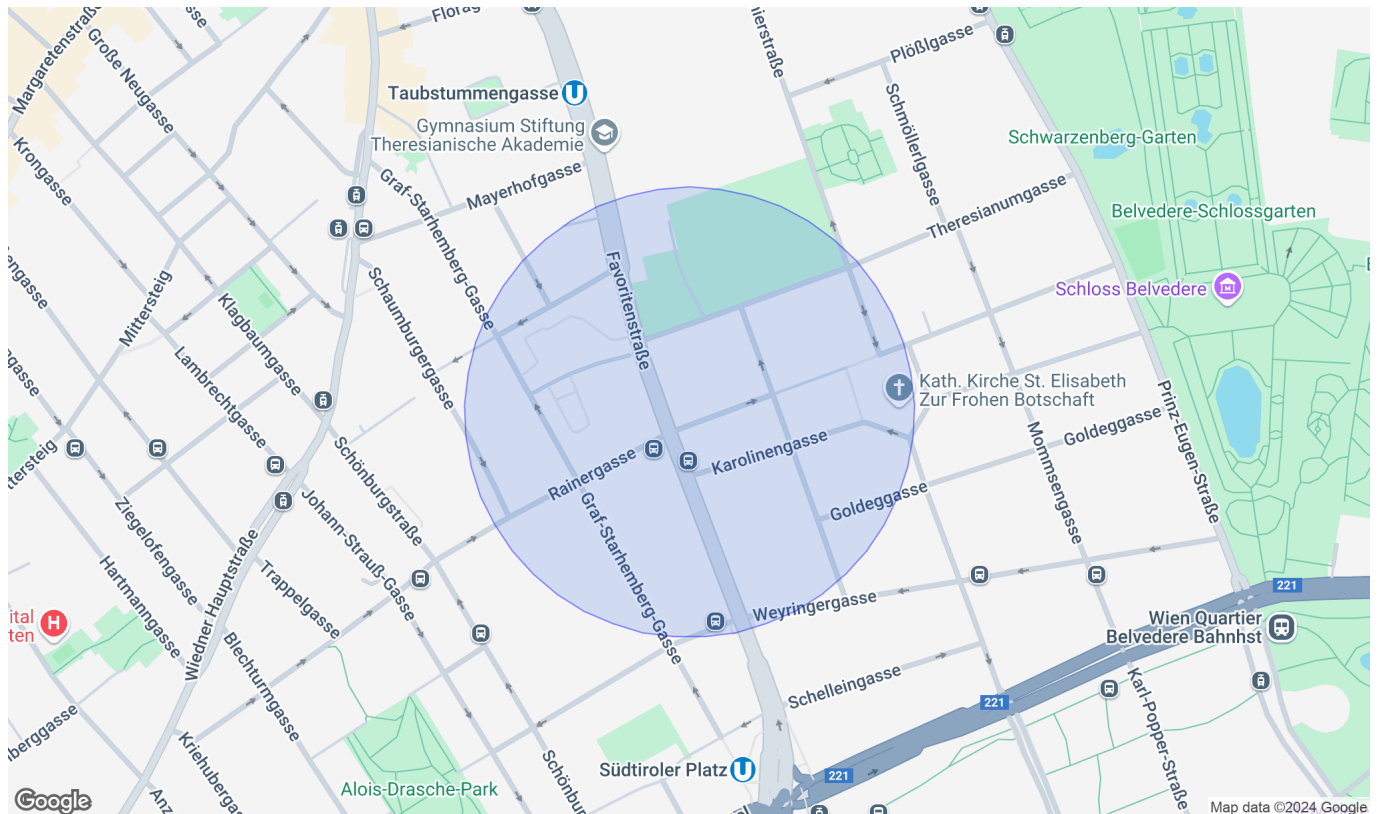 Margaretenstraße
Große Neugasse
Florag
Plößlgasse
Taubstummengasse
Gymnasium Stiftung
Theresianische Akademie
Schmöllerlgasse
Schwarzenberg-Garten
Krongasse
Mayerhofgasse
Graf-Starhemberg-Gasse
Theresianumgasse
Belvedere-Schlossgarten
Mittersteig
Klagbaumgasse
Schaumburgergasse
Favoritenstraße
Schloss Belvedere
Lambrechtgasse
Kath. Kirche St. Elisabeth
Zur Frohen Botschaft
Prinz-Eugen-Straße
Goldeggasse
Mommsengasse
Karolinengasse
Rainergasse
Schönburgstraße
Goldeggasse
Johann-Strauß-Gasse
Ziegelofengasse
Graf-Starhemberg-Gasse
Hartmanngasse
Wiedner Hauptstraße
Trappelgasse
Weyringergasse
221
Wien Quartier
Belvedere Bahnhst
H
ital
ten
Blechturmgasse
Schelleingasse
Karl-Popper-Straße
221
Kriehubergasse
Südtiroler Platz
221
Alois-Drasche-Park
Google
Map data ©2024 Google